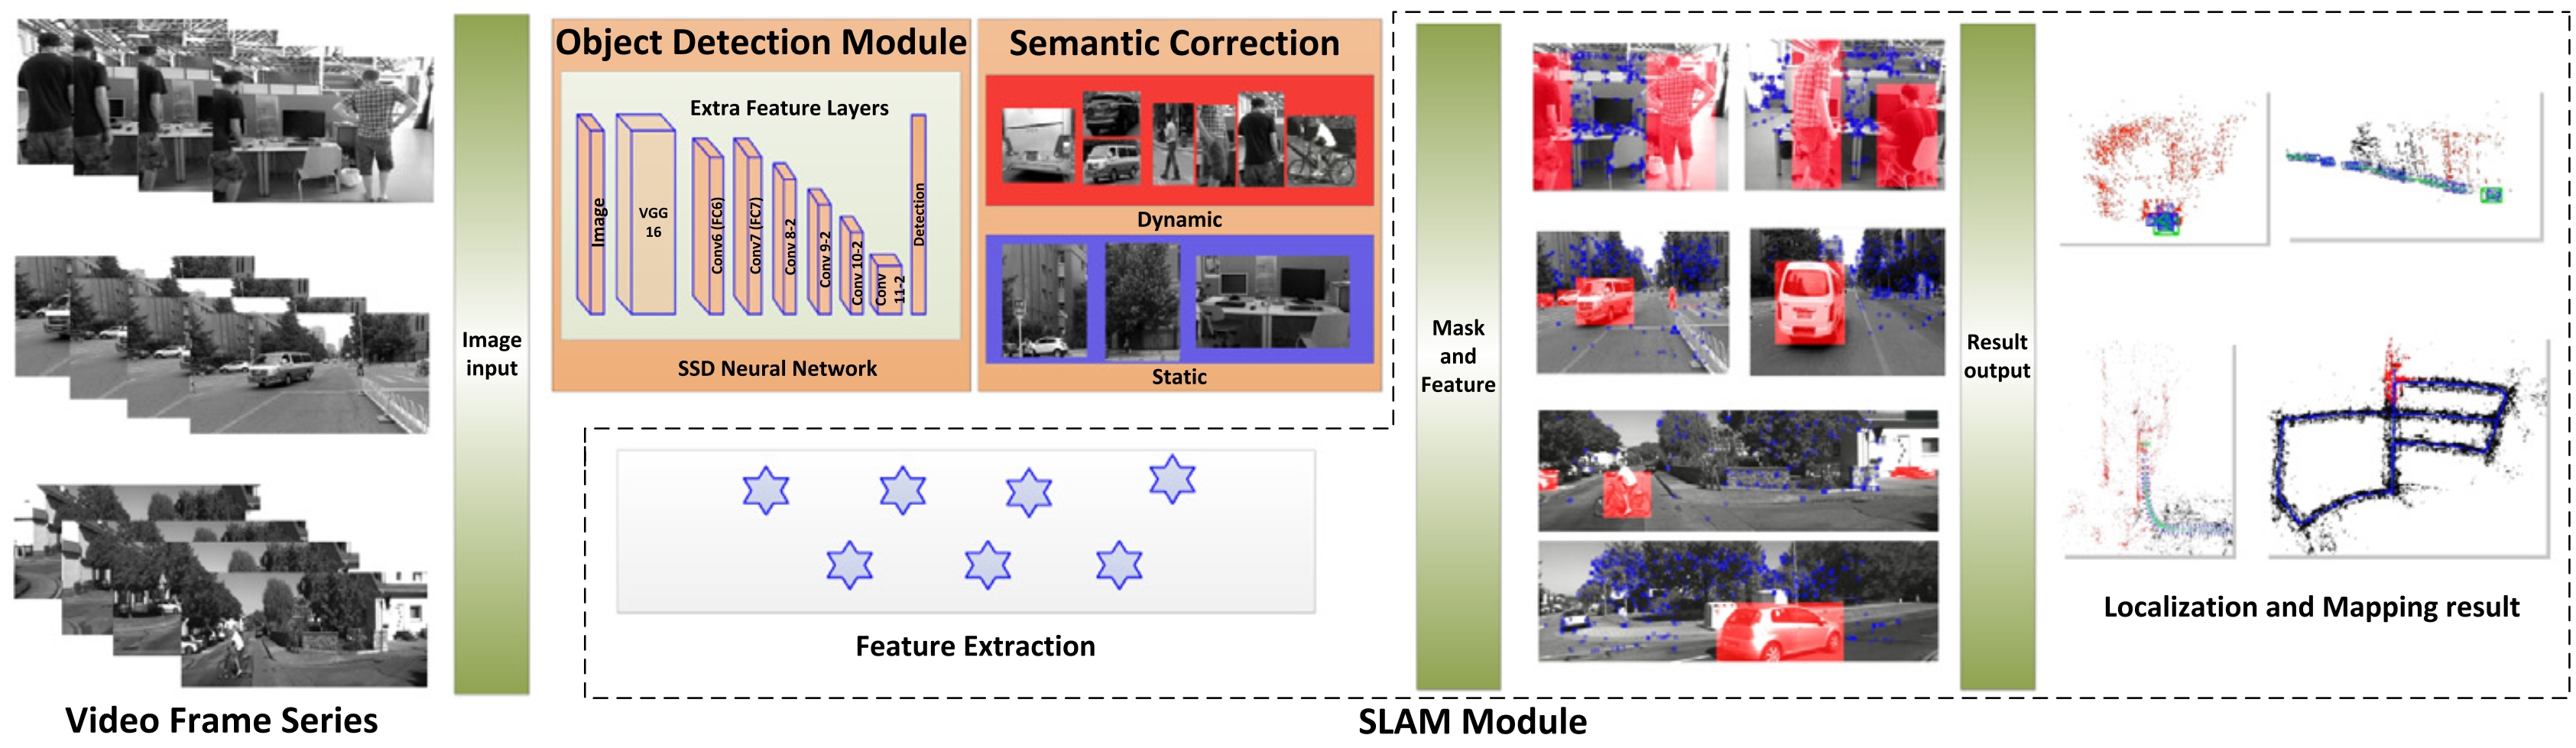 Object Detection Module
Extra Feature Layers
Image
VGG
16
Conv6 (FC6)
Conv7 (FC7)
Conv 8-2
Conv 9-2
Conv 10-2
Conv
11-2
Detection
SSD Neural Network
Semantic Correction
Dynamic
Static
Image
input
Feature Extraction
Mask
and
Feature
Result
output
Localization and Mapping result
Video Frame Series
SLAM Module